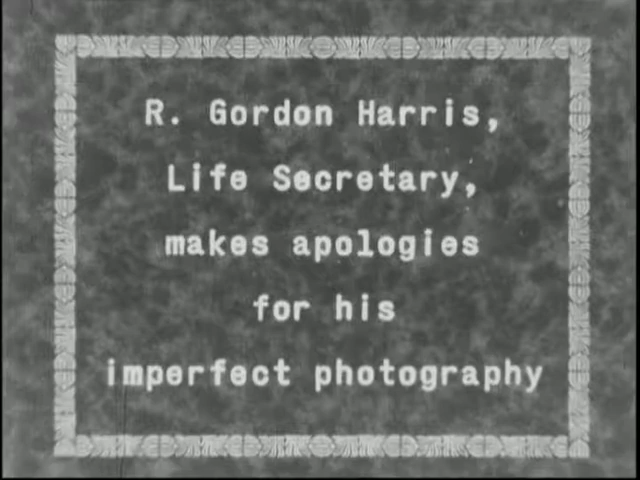 R. Gordon Harris,
Life Secretary,
makes apologies
for his
imperfect photography